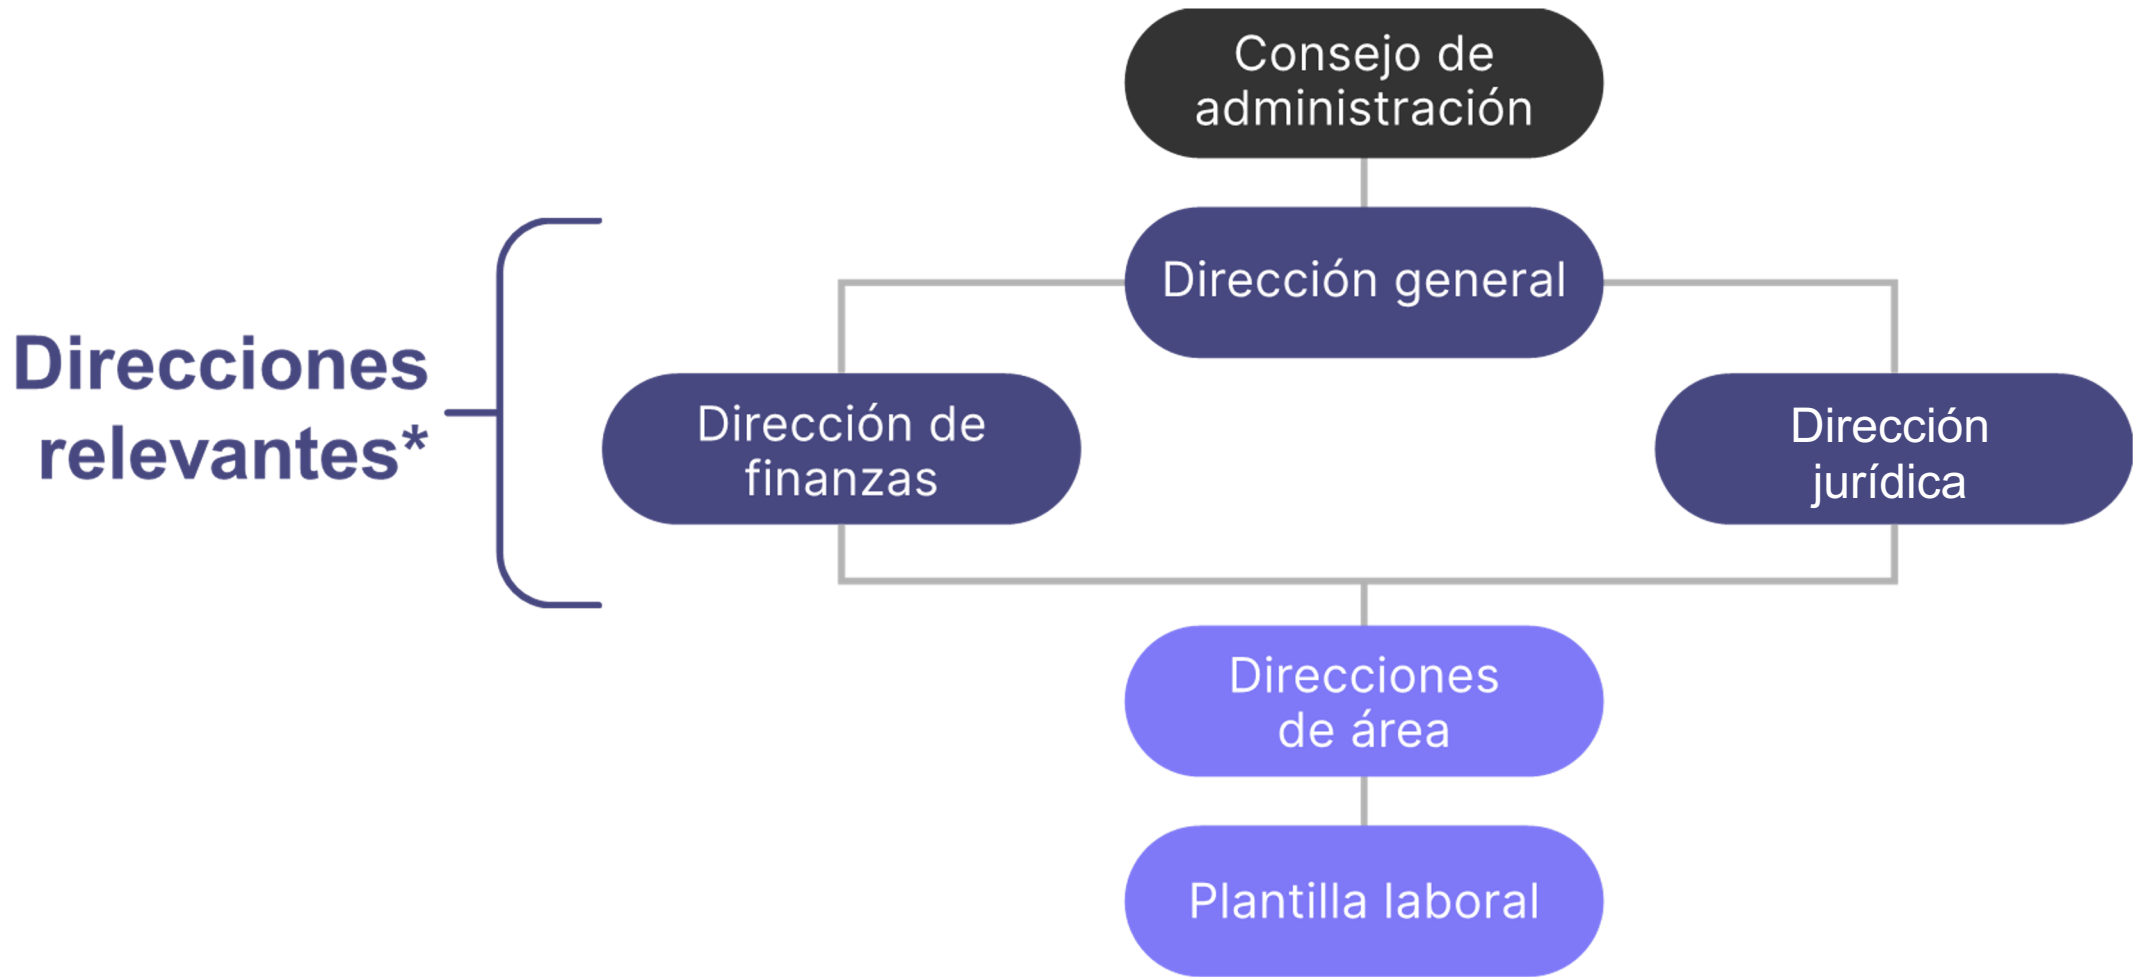 Consejo de
administración
Dirección general
Direcciones
relevantes*
Dirección de
finanzas
Dirección
jurídica
Direcciones
de área
Plantilla laboral